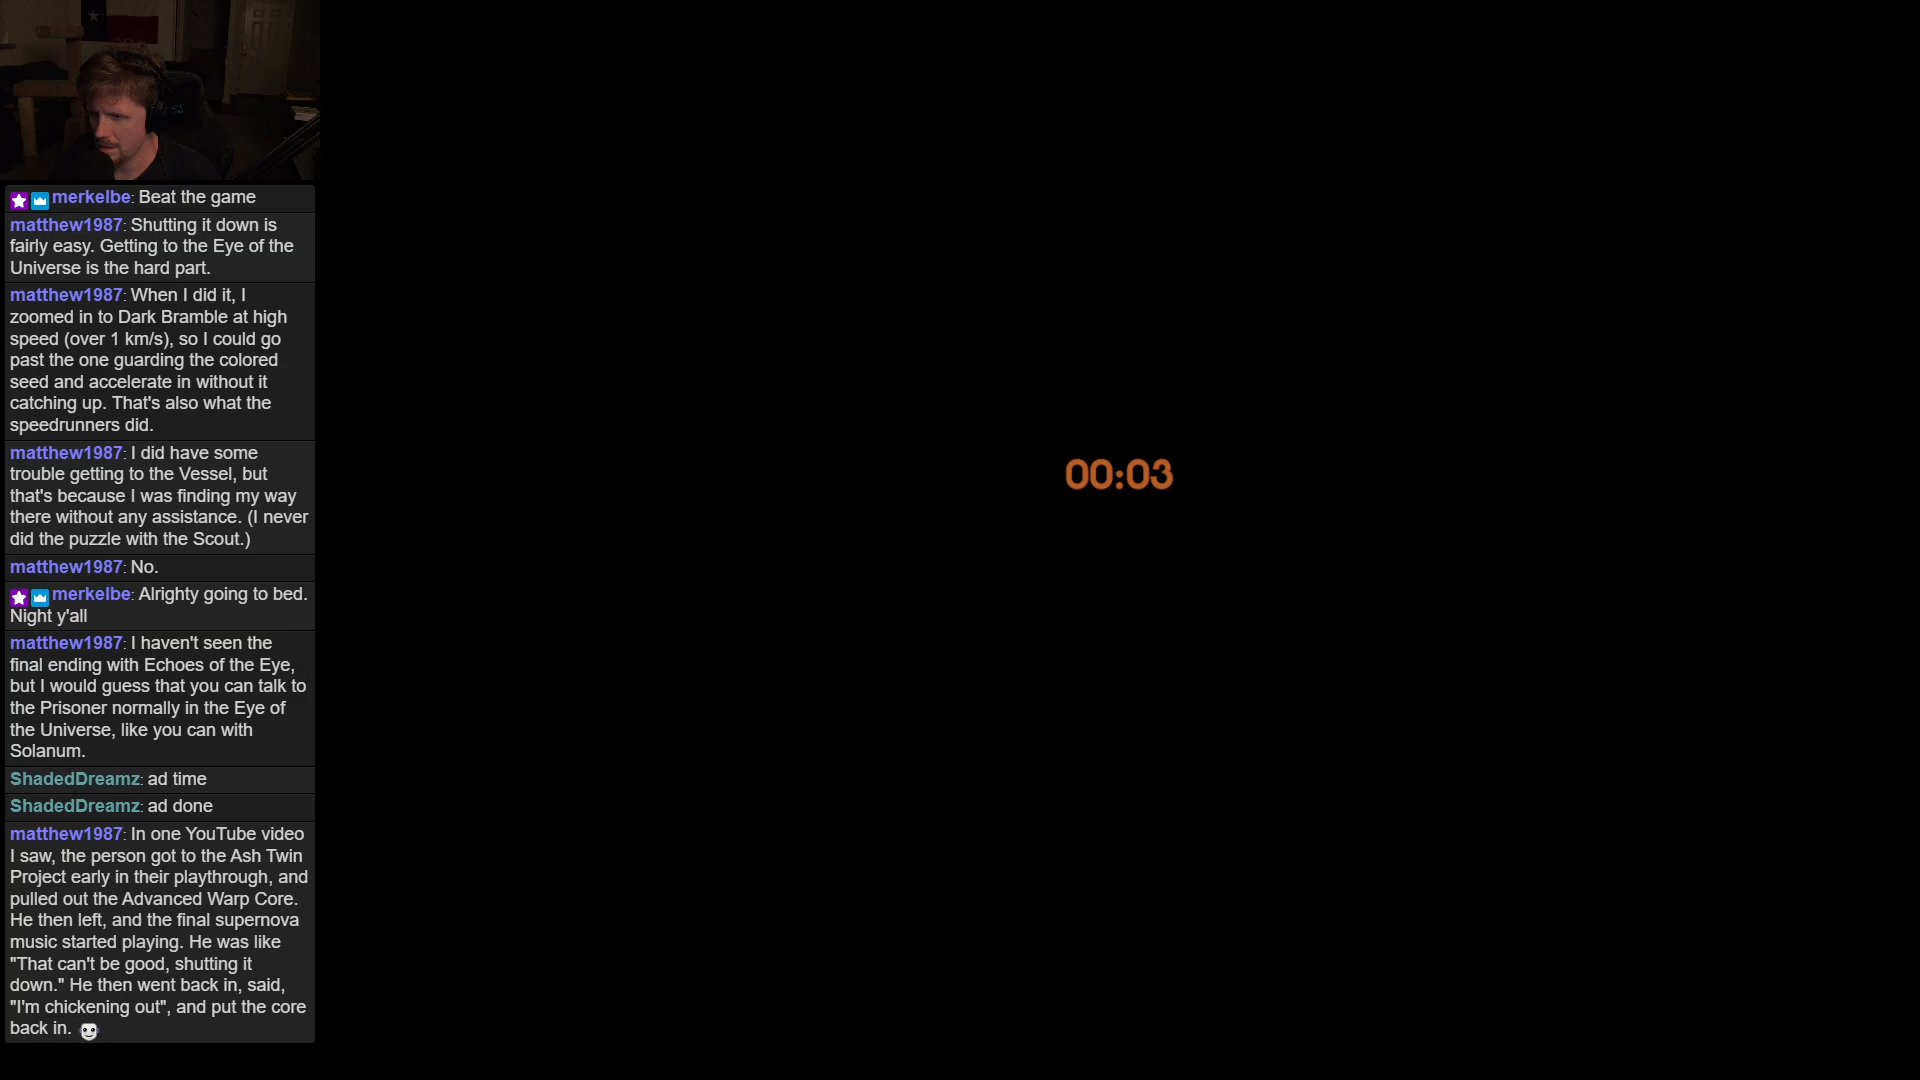 merkelbe: Beat the game
matthew1987: Shutting it down is
fairly easy. Getting to the Eye of the
Universe is the hard part.
matthew1987: When I did it, I
zoomed in to Dark Bramble at high
speed (over 1 km/s), so I could go
past the one guarding the colored
seed and accelerate in without it
catching up. That's also what the
speedrunners did.
matthew1987: I did have some
trouble getting to the Vessel, but
that's because I was finding my way
there without any assistance. (I never
did the puzzle with the Scout.)
matthew1987: No.
merkelbe: Alrighty going to bed.
Night y'all
matthew1987: I haven't seen the
final ending with Echoes of the Eye,
but I would guess that you can talk to
the Prisoner normally in the Eye of
the Universe, like you can with
Solanum.
ShadedDreamz: ad time
ShadedDreamz: ad done
matthew1987: In one YouTube video
I saw, the person got to the Ash Twin
Project early in their playthrough, and
pulled out the Advanced Warp Core.
He then left, and the final supernova
music started playing. He was like
"That can't be good, shutting it
down." He then went back in, said,
"I'm chickening out", and put the core
back in.
00:03